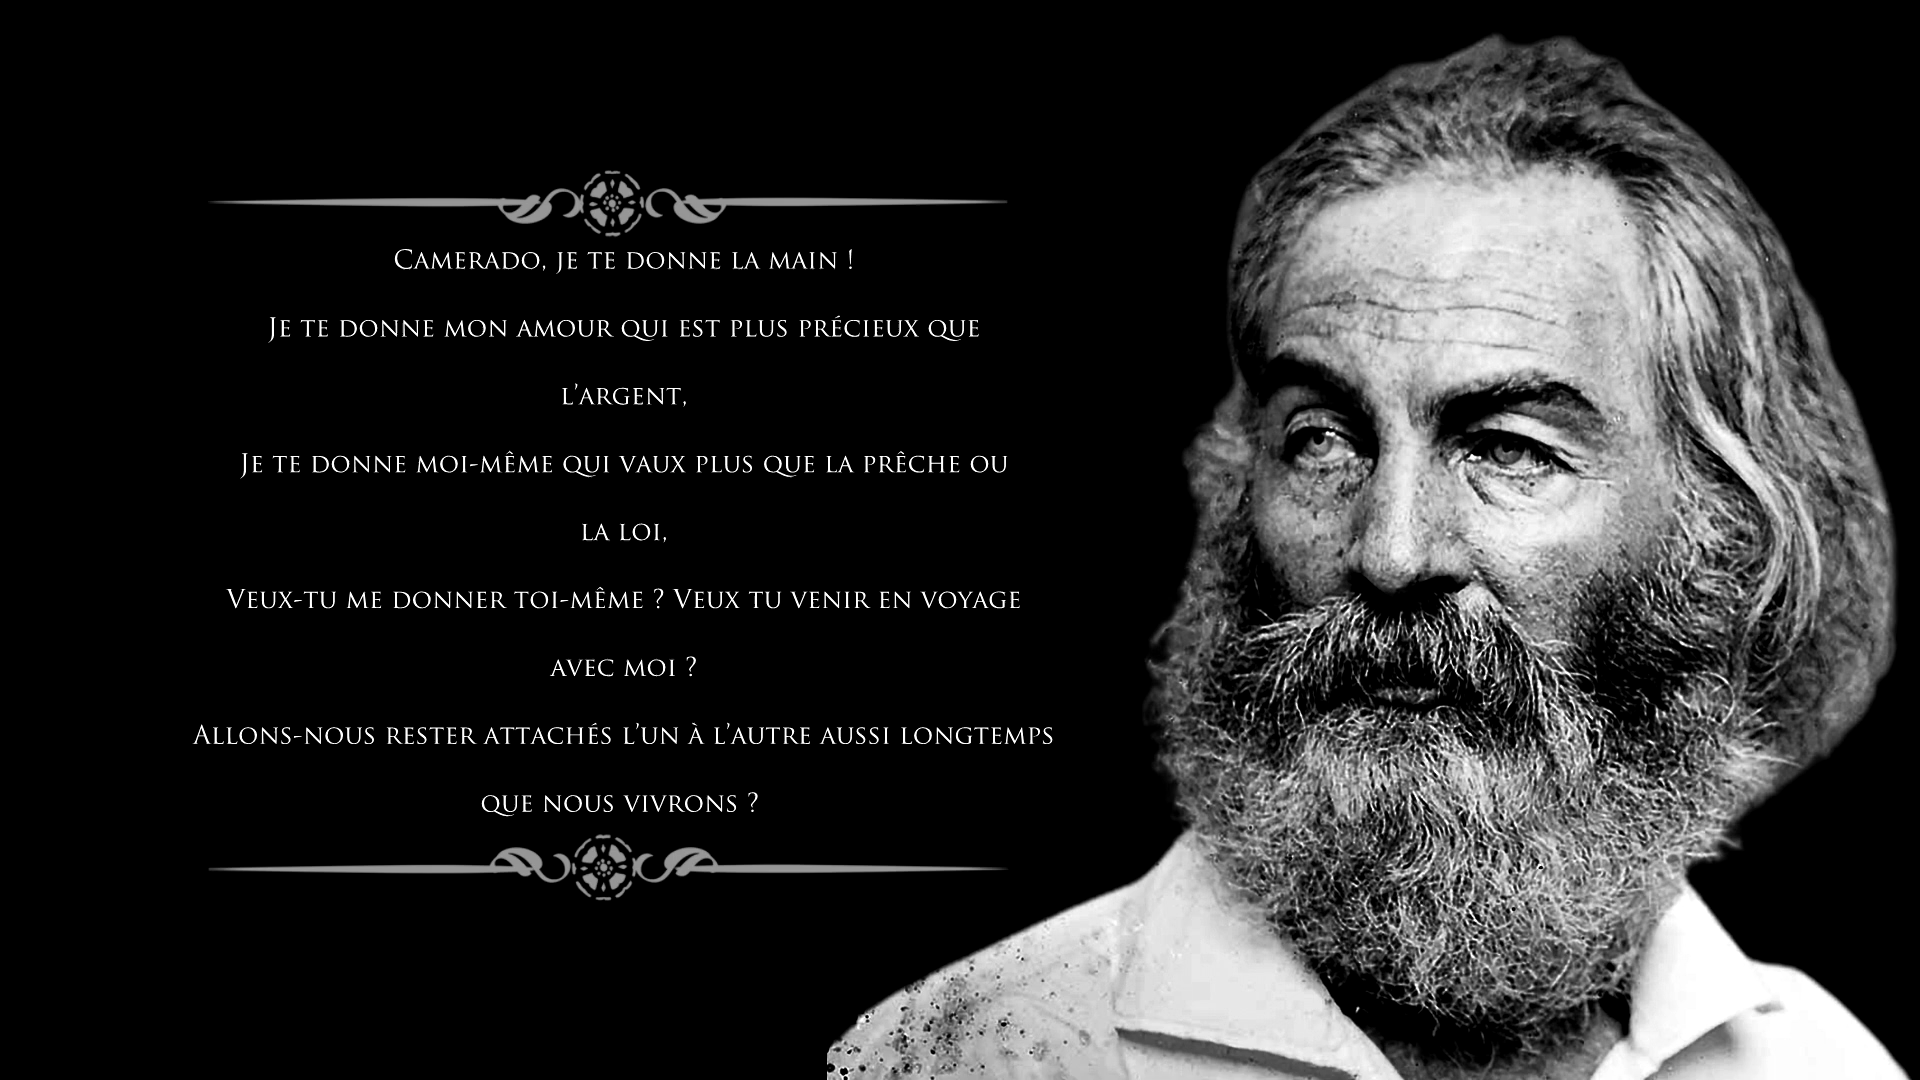 Camerado, je te donne la main !
Je te donne mon amour qui est plus précieux que
l’argent,
Je te donne moi-même qui vaux plus que la prêche ou
la loi,
Veux-tu me donner toi-même ? Veux tu venir en voyage
avec moi ?
Allons-nous rester attachés l’un à l’autre aussi longtemps
que nous vivrons ?